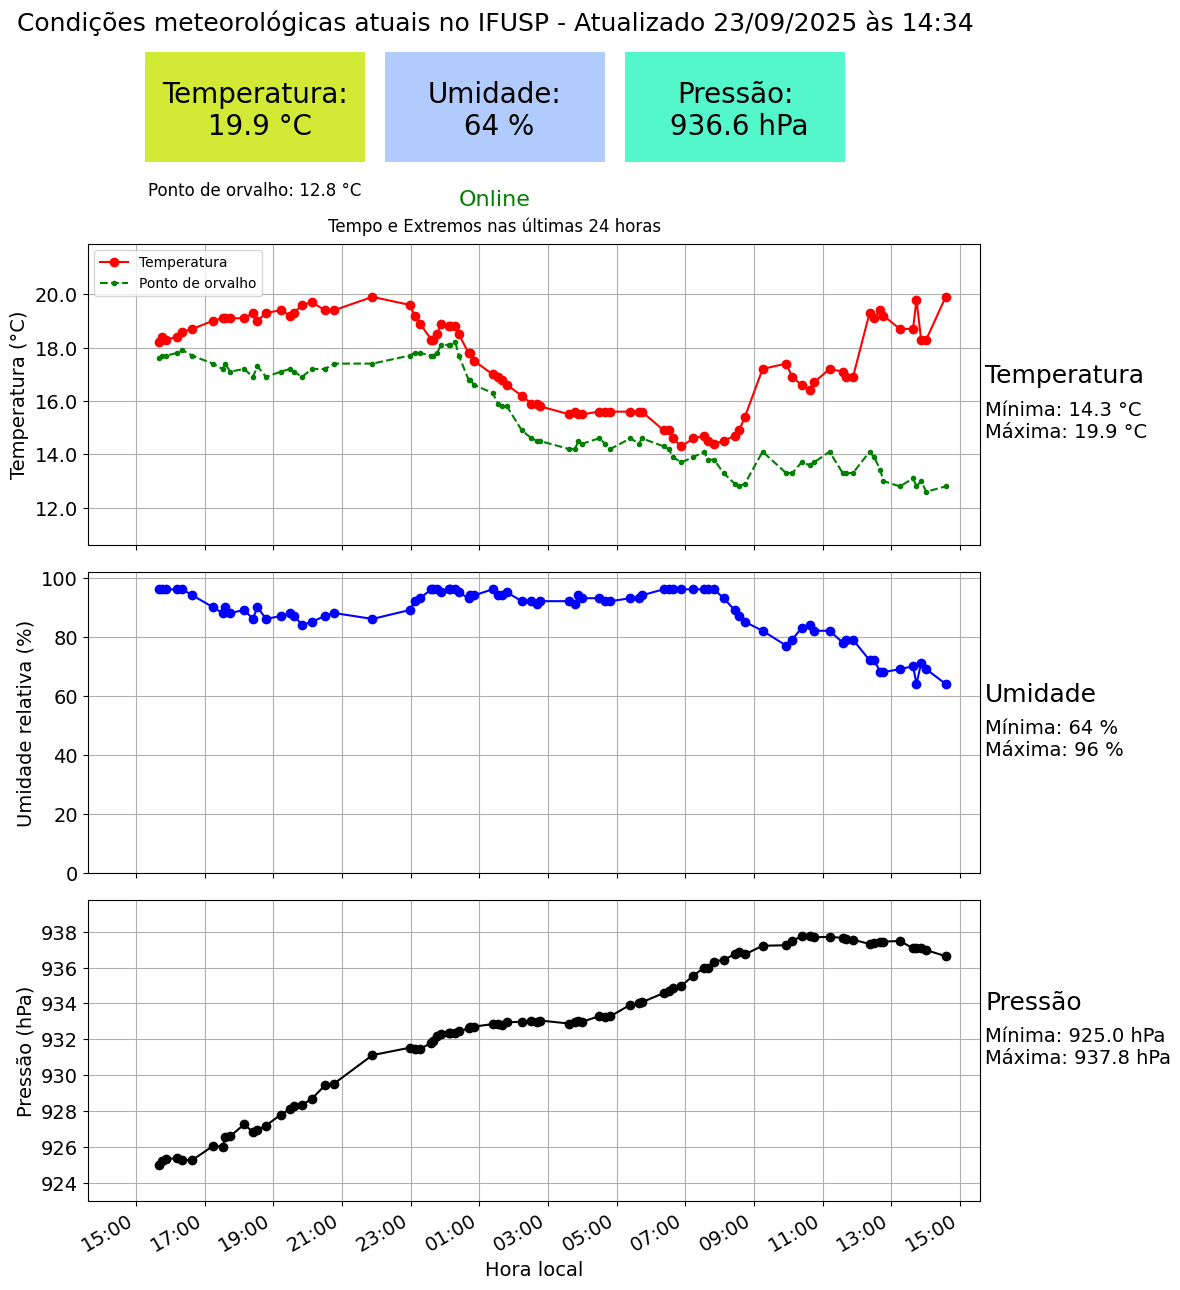 Condições meteorológicas atuais no IFUSP - Atualizado 23/09/2025 às 14:34
Temperatura:
19.9 °C
Umidade:
64 %
Pressão:
936.6 hPa
Ponto de orvalho: 12.8 °C
Online
Tempo e Extremos nas últimas 24 horas
Temperatura
Ponto de orvalho
Temperatura (°C)
20.0
18.0
16.0
14.0
12.0
Temperatura
Mínima: 14.3 °C
Máxima: 19.9 °C
Umidade relativa (%)
100
80
60
40
20
0
Umidade
Mínima: 64 %
Máxima: 96 %
Pressão (hPa)
938
936
934
932
930
928
926
924
Pressão
Mínima: 925.0 hPa
Máxima: 937.8 hPa
15:00 17:00 19:00 21:00 23:00 01:00 03:00 05:00 07:00 09:00 11:00 13:00 15:00
Hora local